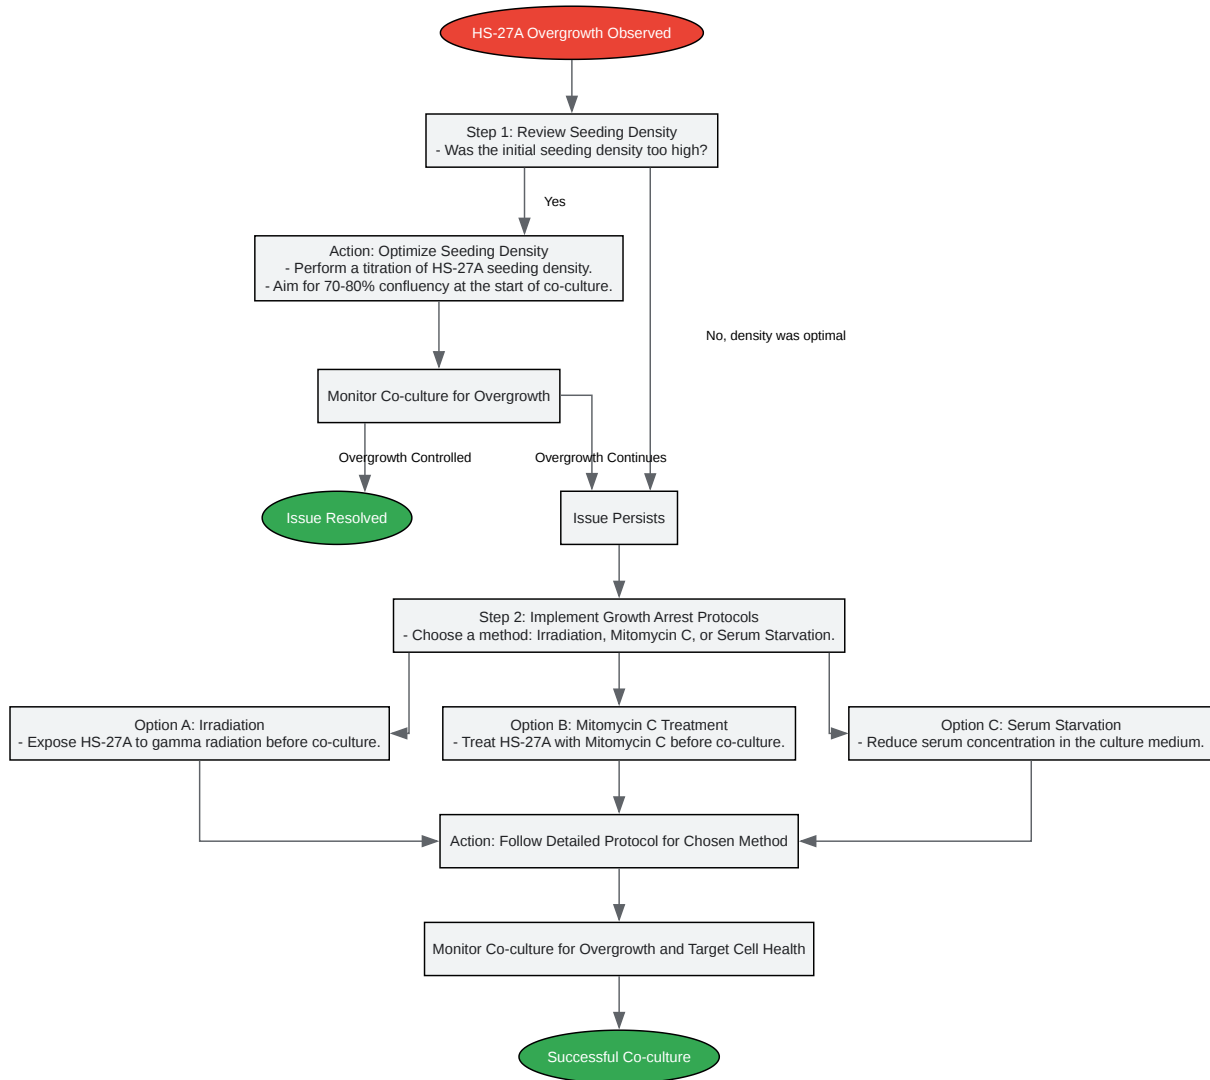 HS-27A Overgrowth Observed
Step 1: Review Seeding Density
- Was the initial seeding density too high?
Yes
Action: Optimize Seeding Density
- Perform a titration of HS-27A seeding density.
- Aim for 70-80% confluency at the start of co-culture.
No, density was optimal
Monitor Co-culture for Overgrowth
Overgrowth Controlled
Overgrowth Continues
Issue Resolved
Issue Persists
Step 2: Implement Growth Arrest Protocols
- Choose a method: Irradiation, Mitomycin C, or Serum Starvation.
Option A: Irradiation
- Expose HS-27A to gamma radiation before co-culture.
Option B: Mitomycin C Treatment
- Treat HS-27A with Mitomycin C before co-culture.
Option C: Serum Starvation
- Reduce serum concentration in the culture medium.
Action: Follow Detailed Protocol for Chosen Method
Monitor Co-culture for Overgrowth and Target Cell Health
Successful Co-culture